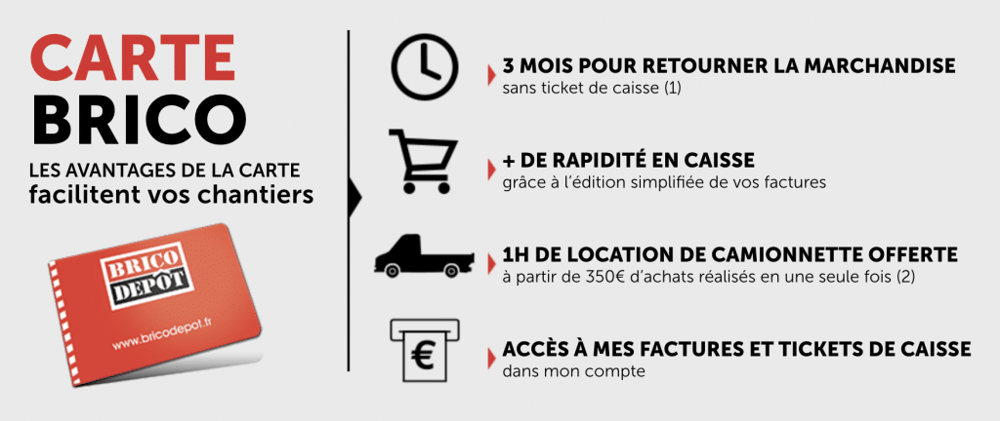 CARTE
BRICO
LES AVANTAGES DE LA CARTE
facilitent vos chantiers
BRICO
DEPOT
www.bricodepot.fr
3 MOIS POUR RETOURNER LA MARCHANDISE
sans ticket de caisse (1)
+ DE RAPIDITÉ EN CAISSE
grâce à l'édition simplifiée de vos factures
1H DE LOCATION DE CAMIONNETTE OFFERTE
à partir de 350€ d'achats réalisés en une seule fois (2)
€
ACCÈS À MES FACTURES ET TICKETS DE CAISSE
dans mon compte